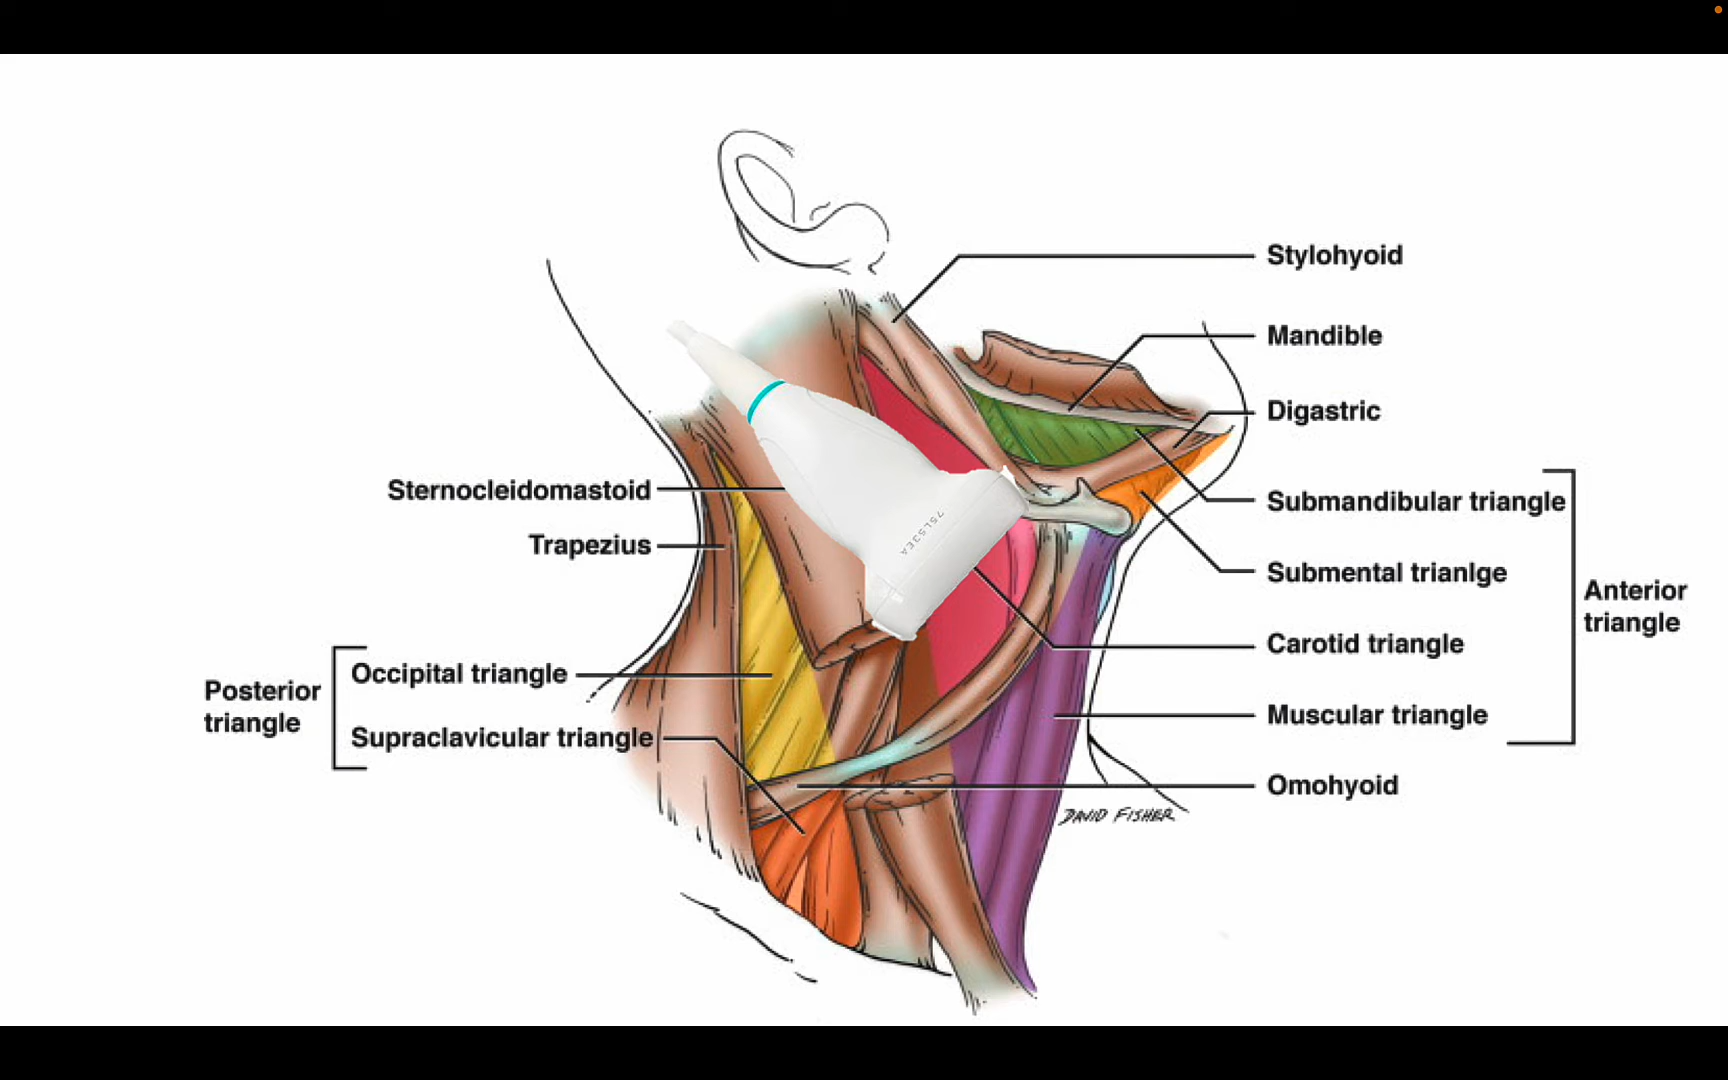 Stylohyoid
Mandible
Digastric
Sternocleidomastoid
Submandibular triangle
Trapezius
Submental trianlge
Anterior
triangle
Carotid triangle
Occipital triangle
Posterior
triangle
Muscular triangle
Supraclavicular triangle
Omohyoid
DAVID FISHER
75LS3EA